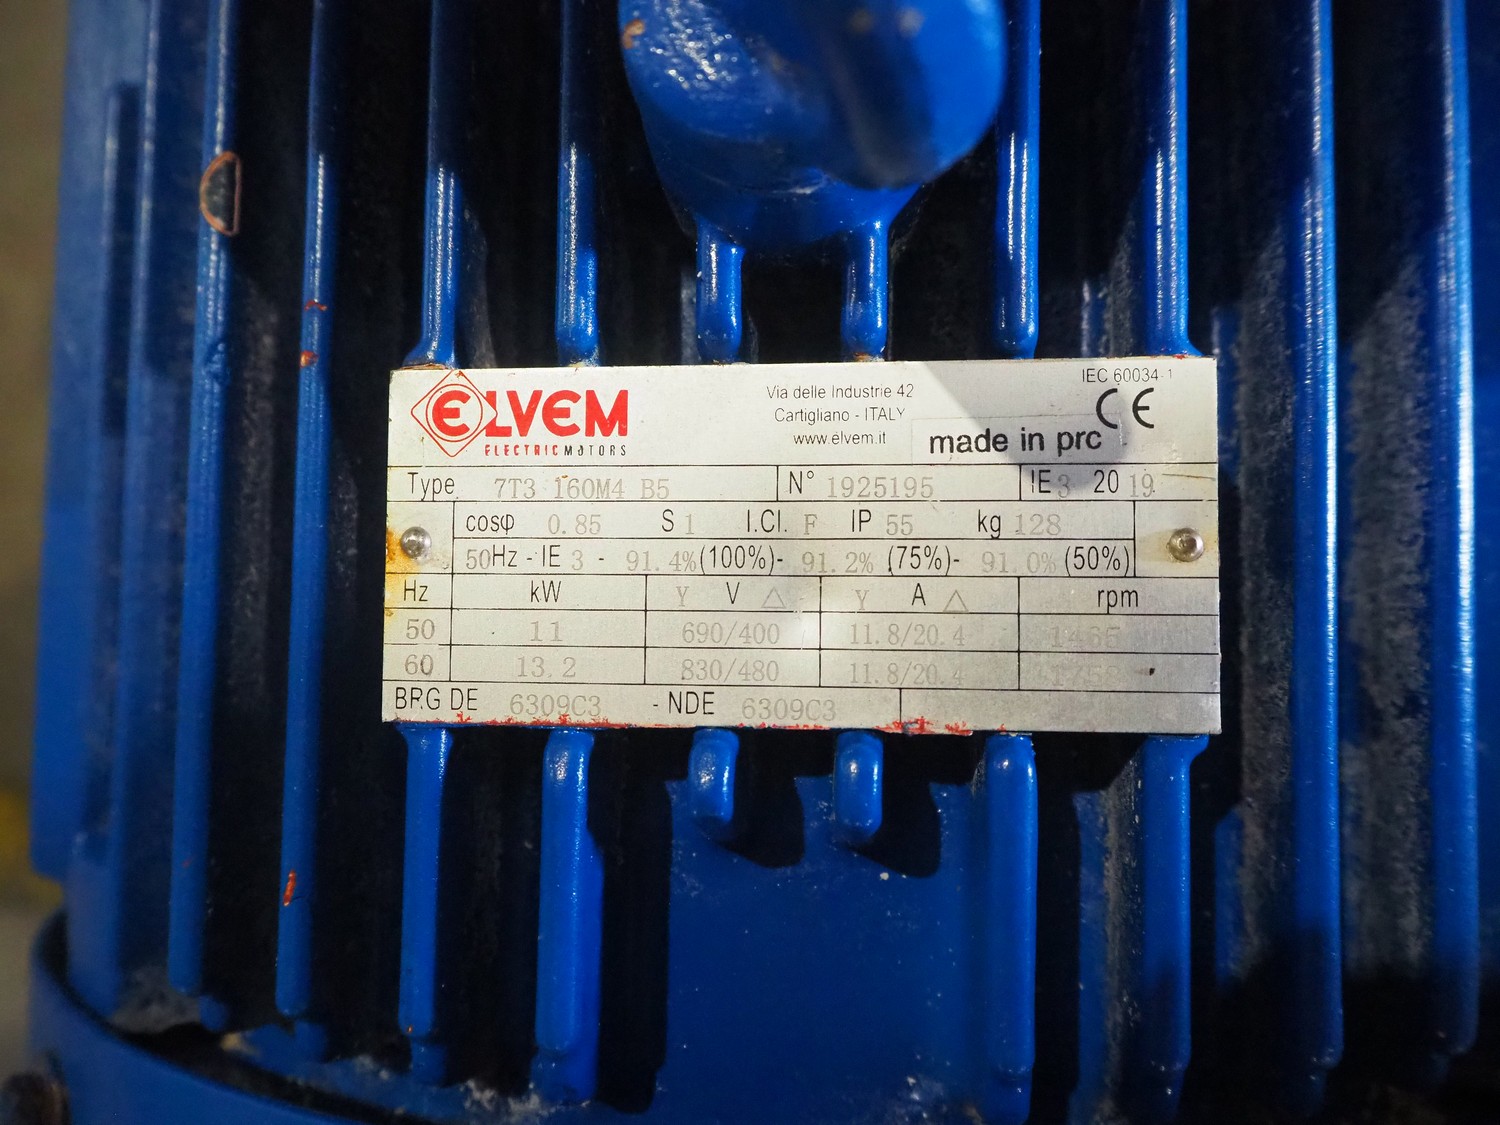 ELVEM
ELECTRIC MOTORS
Via delle Industrie 42
Cartigliano - ITALY
www.elvem.it
IEC 60034-1
CE
made in prc
Type 7T3 160M4 B5 N° 1925195 IE3 2019
cosφ 0.85 S1 I.Cl. F IP 55 kg 128
50Hz - IE 3 - 91.4% (100%)- 91.2% (75%)- 91.0% (50%)
Hz kW Y V △ Y A △ rpm
50 11 690/400 11.8/20.4 1465
60 13.2 830/480 11.8/20.4
BRG DE 6309C3 - NDE 6309C3